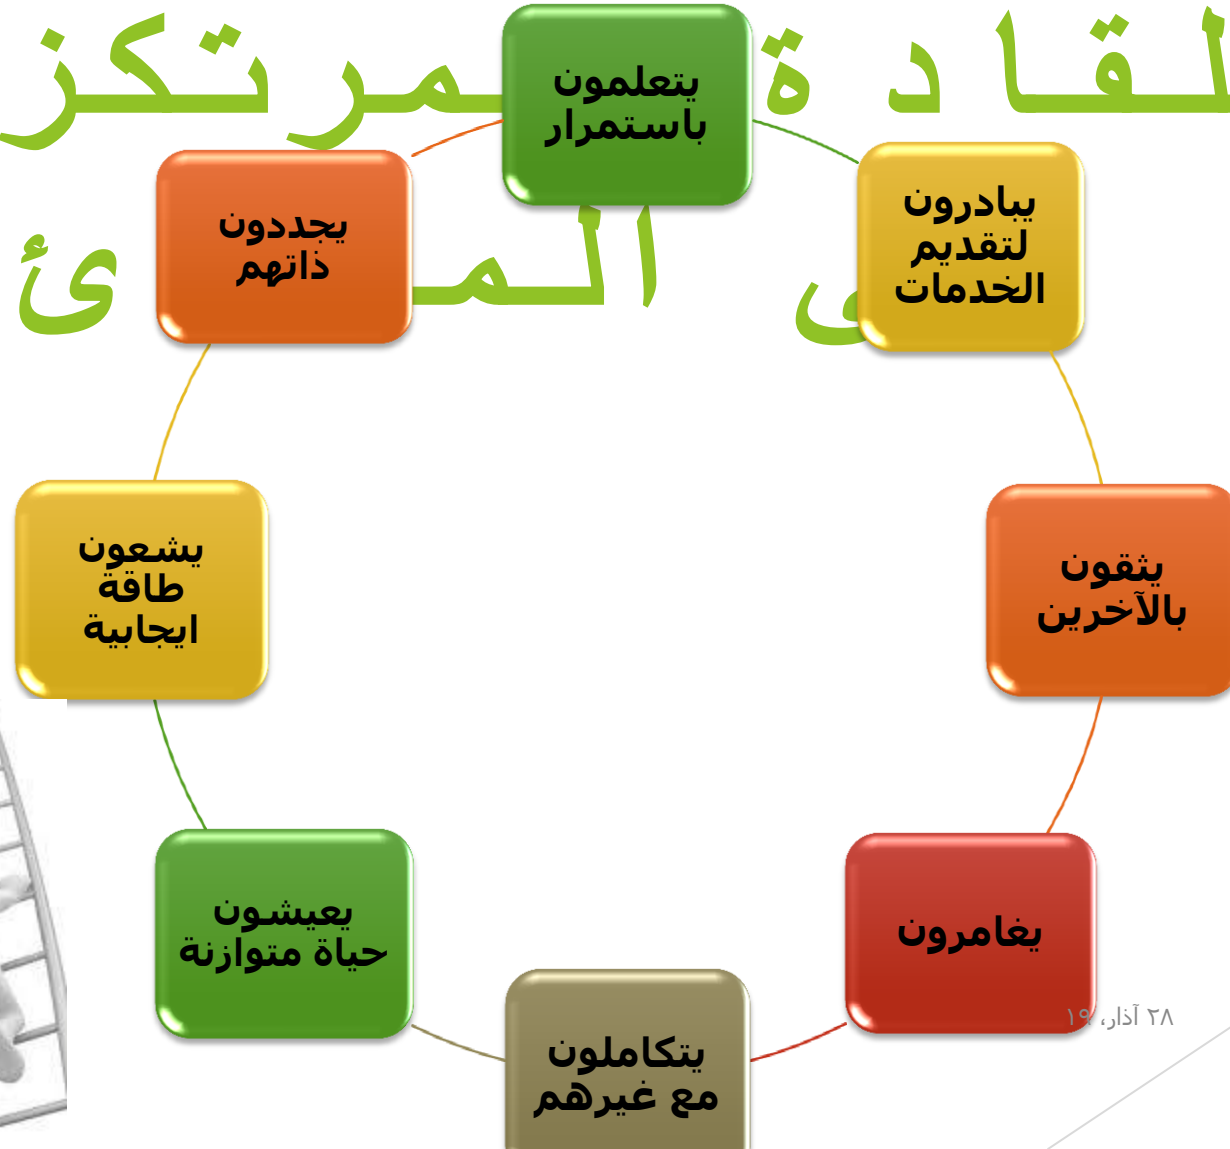 يتعلمون
باستمرار
يبادرون
لتقديم
الخدمات
يثقون
بالآخرين
يغامرون
يتكاملون
مع غيرهم
يعيشون
حياة متوازنة
يشعون
طاقة
ايجابية
يجددون
ذاتهم
٢٨ آذار، ١٩